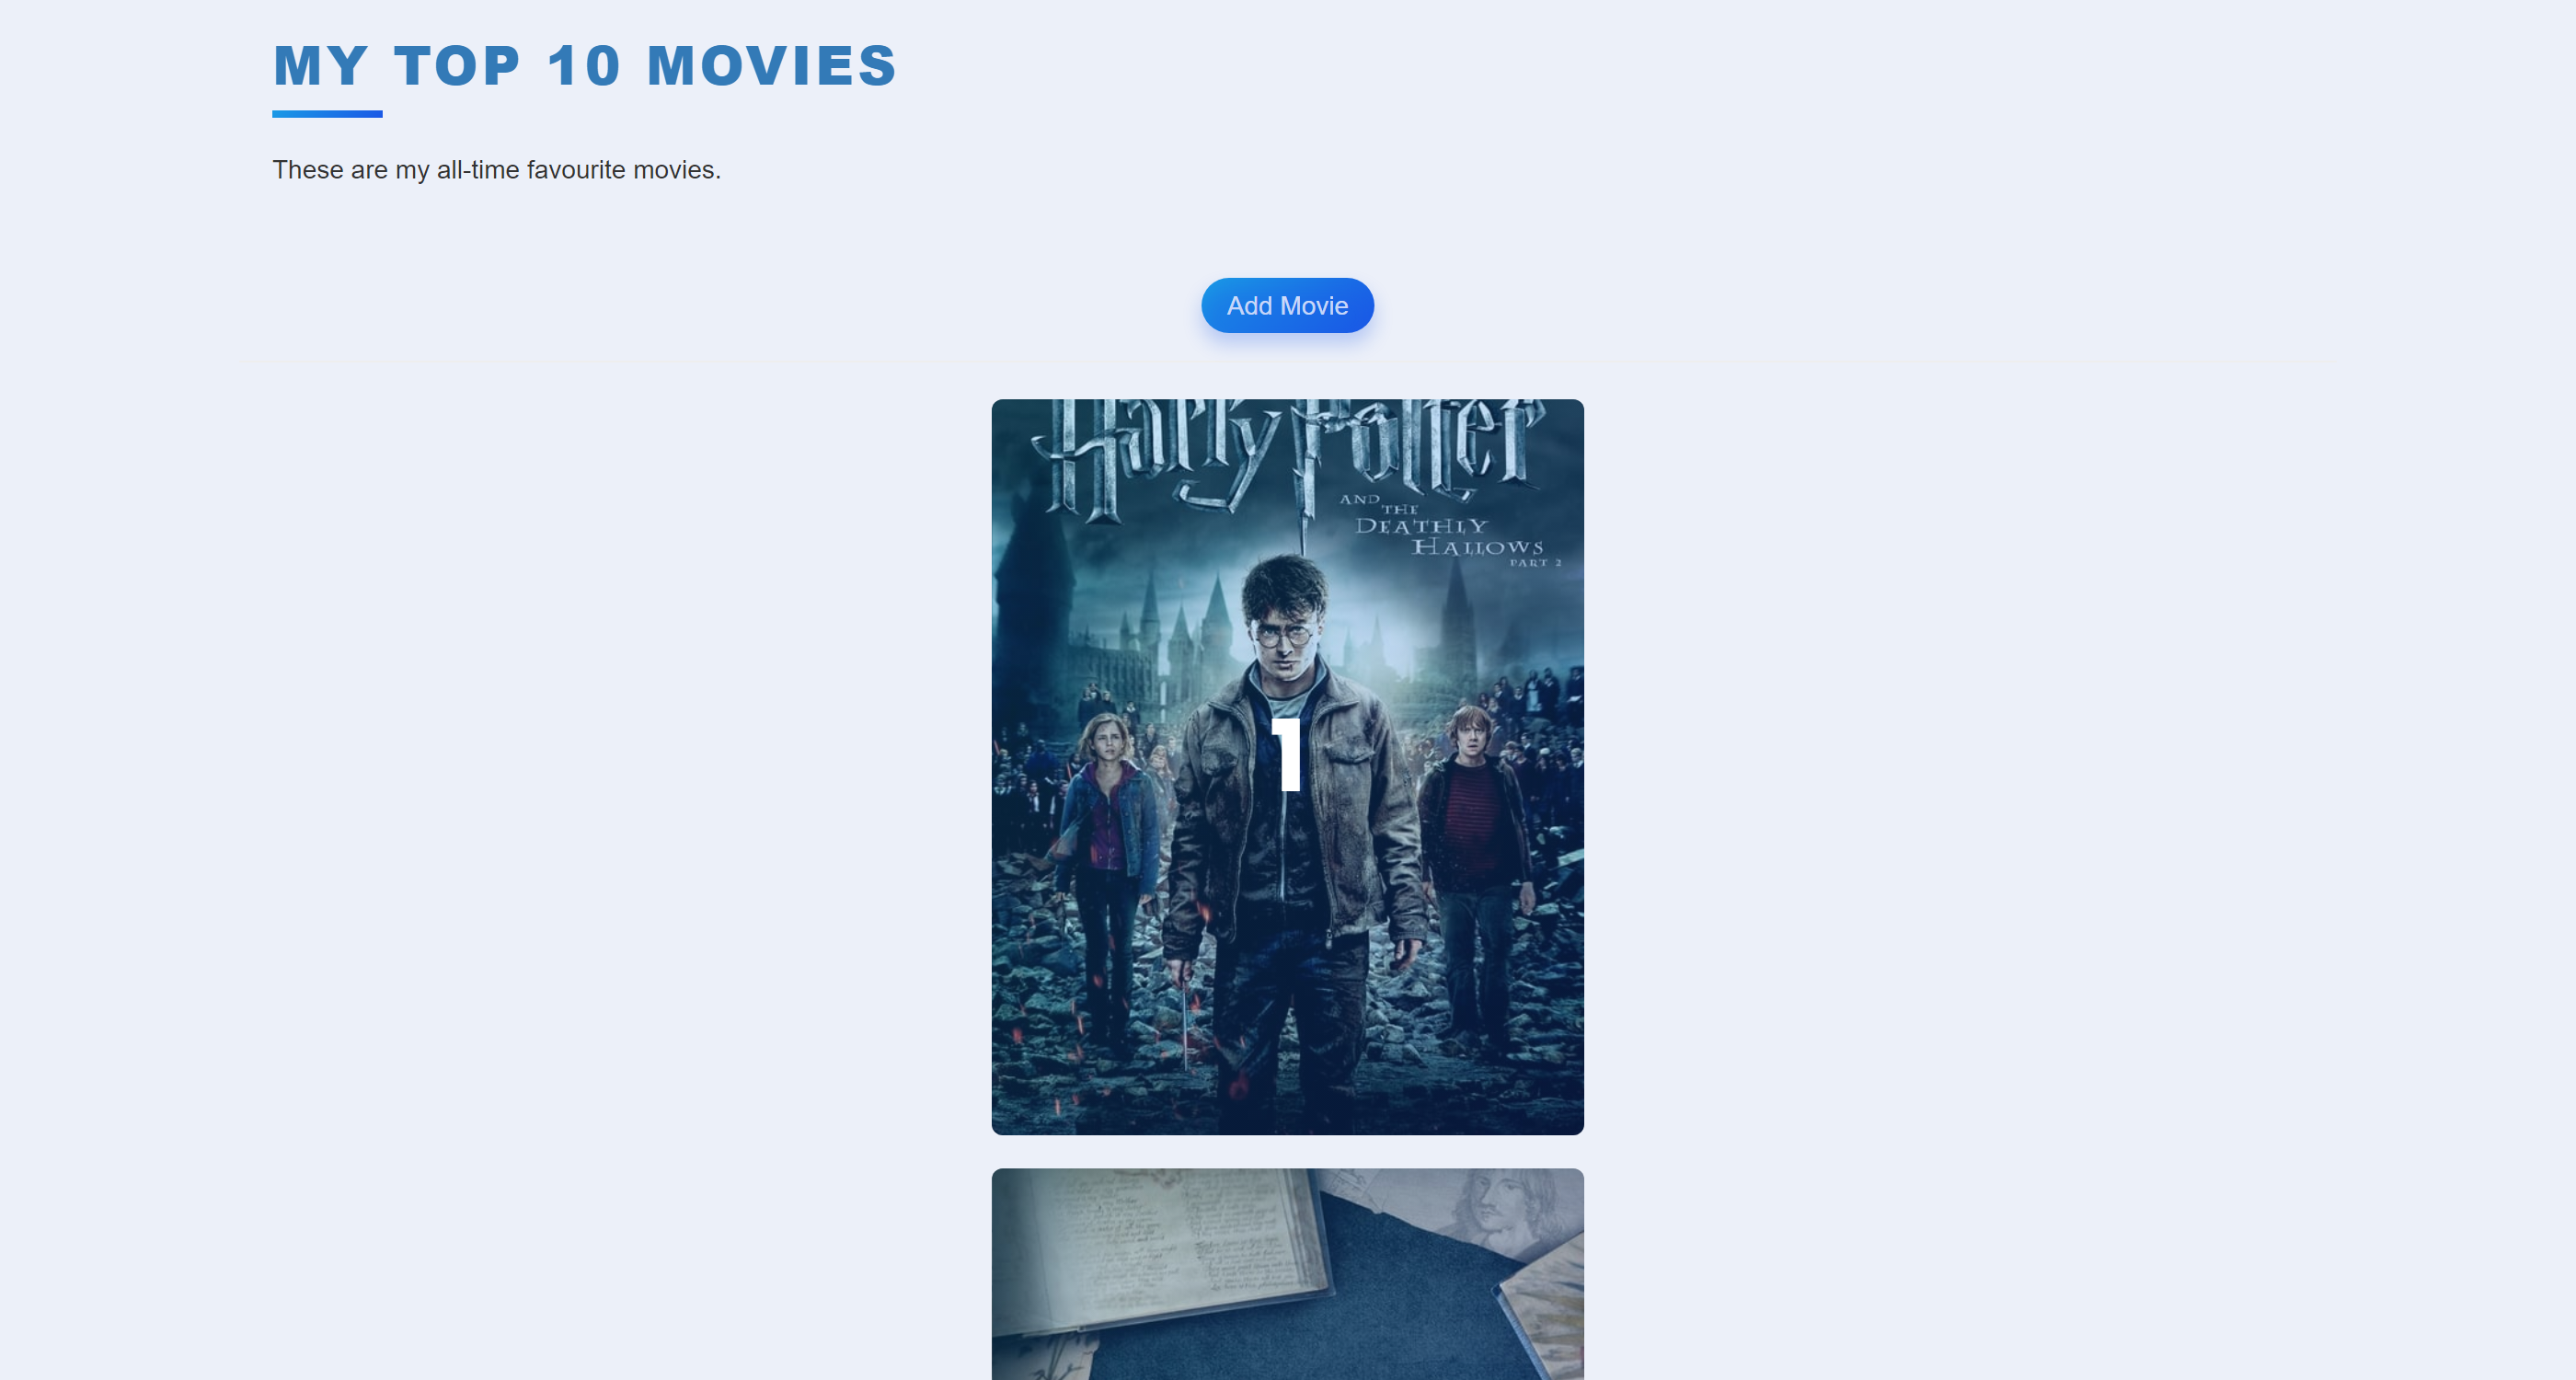 MY TOP 10 MOVIES
These are my all-time favourite movies.
Add Movie
Harry Potter
AND
THE
DEATHLY
HALLOWS
PART 2
1